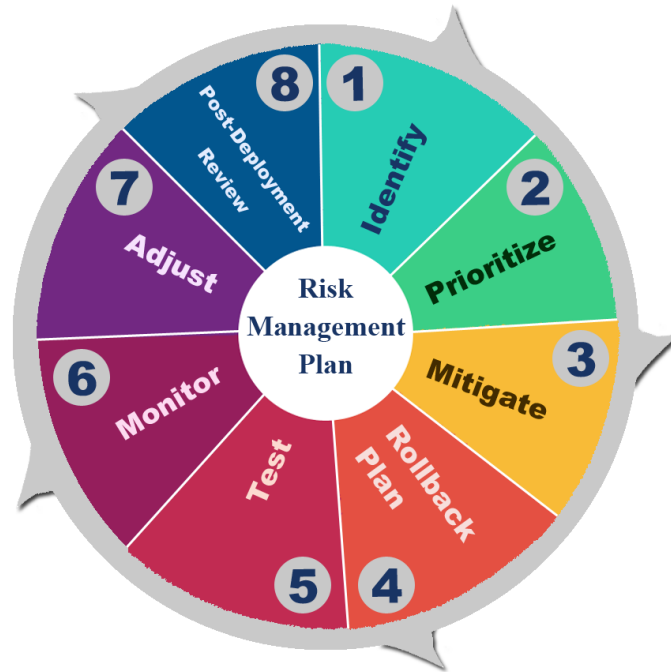 Risk
Management
Plan
1
Identify
2
Prioritize
3
Mitigate
4
Rollback
Plan
5
Test
6
Monitor
7
Adjust
8
Post-Deployment
Review